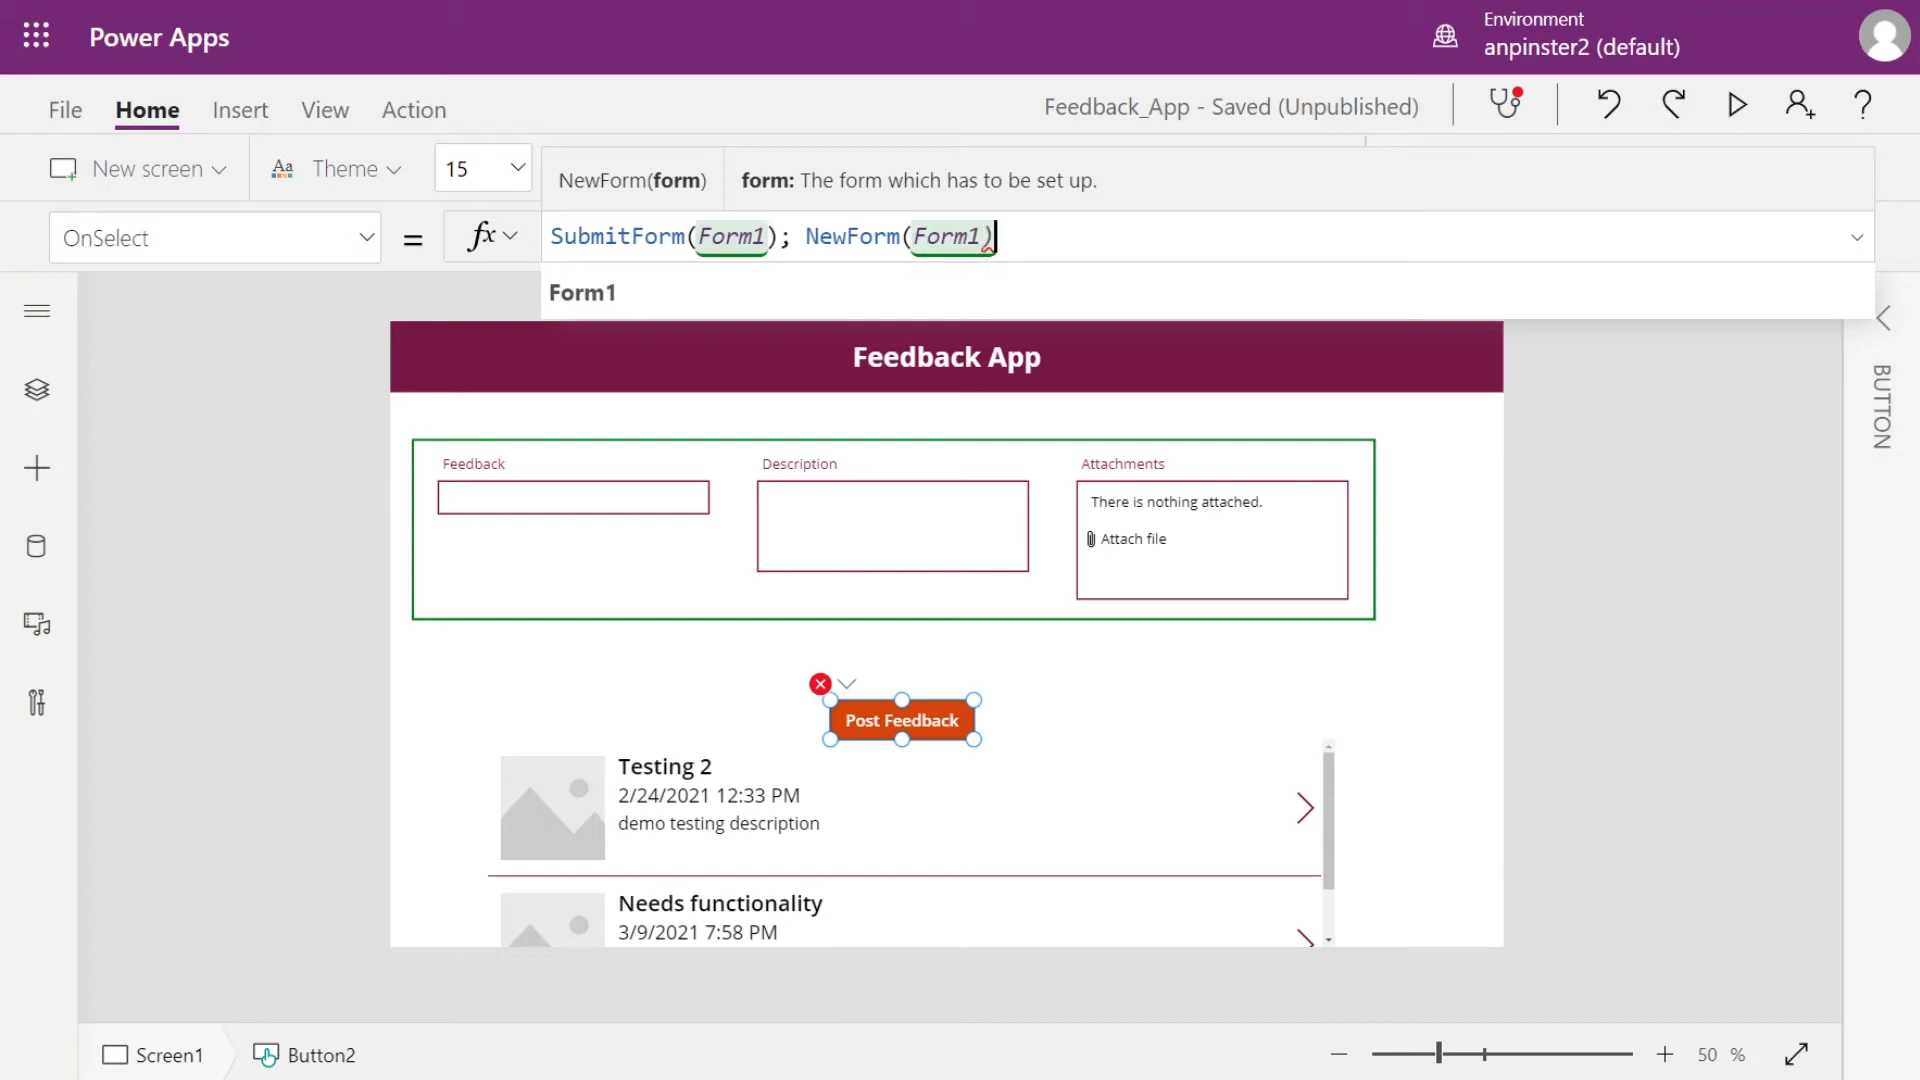 Power Apps
Environment
anpinster2 (default)
File Home Insert View Action
Feedback_App - Saved (Unpublished)
New screen
Theme
15
NewForm(form)
form: The form which has to be set up.
OnSelect
=
fx
SubmitForm(Form1); NewForm(Form1)
Form1
BUTTON
Feedback App
Feedback
Description
Attachments
There is nothing attached.
Attach file
Post Feedback
Testing 2
2/24/2021 12:33 PM
demo testing description
Needs functionality
3/9/2021 7:58 PM
Screen1
Button2
50 %